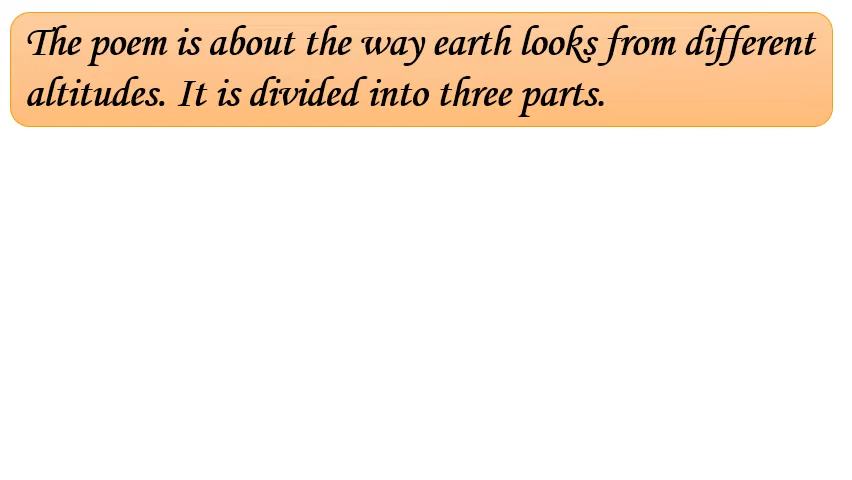 The poem is about the way earth looks from different
altitudes. It is divided into three parts.